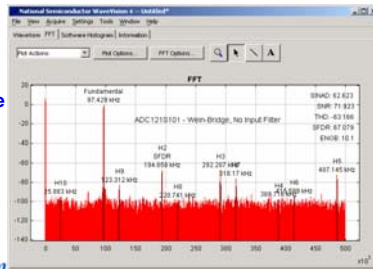 National Semiconductor WaveVision 4 -- Untitled*
File View Acquire Settings Tools Window Help
Waveform FFT Software Histogram Information
Plot Actions Plot Options... FFT Options... A
FFT
20
0
-20
-40
-60
-80
-100
-120
-140
Fundamental
97.429 kHz
SINAD: 62.623
SNR: 71.923
THD: -63.166
SFDR: 67.079
ENOB: 10.1
ADC121S101 - Wein-Bridge, No Input Filter
H2
SFDR
194.858 kHz
H3
292.287 kHz
H7
318.17 kHz
H5
487.145 kHz
H9
123.312 kHz
H10
25.883 kHz
H8
220.741 kHz
H4
H6
0 50 100 150 200 250 300 350 400 450 500
x10³
e